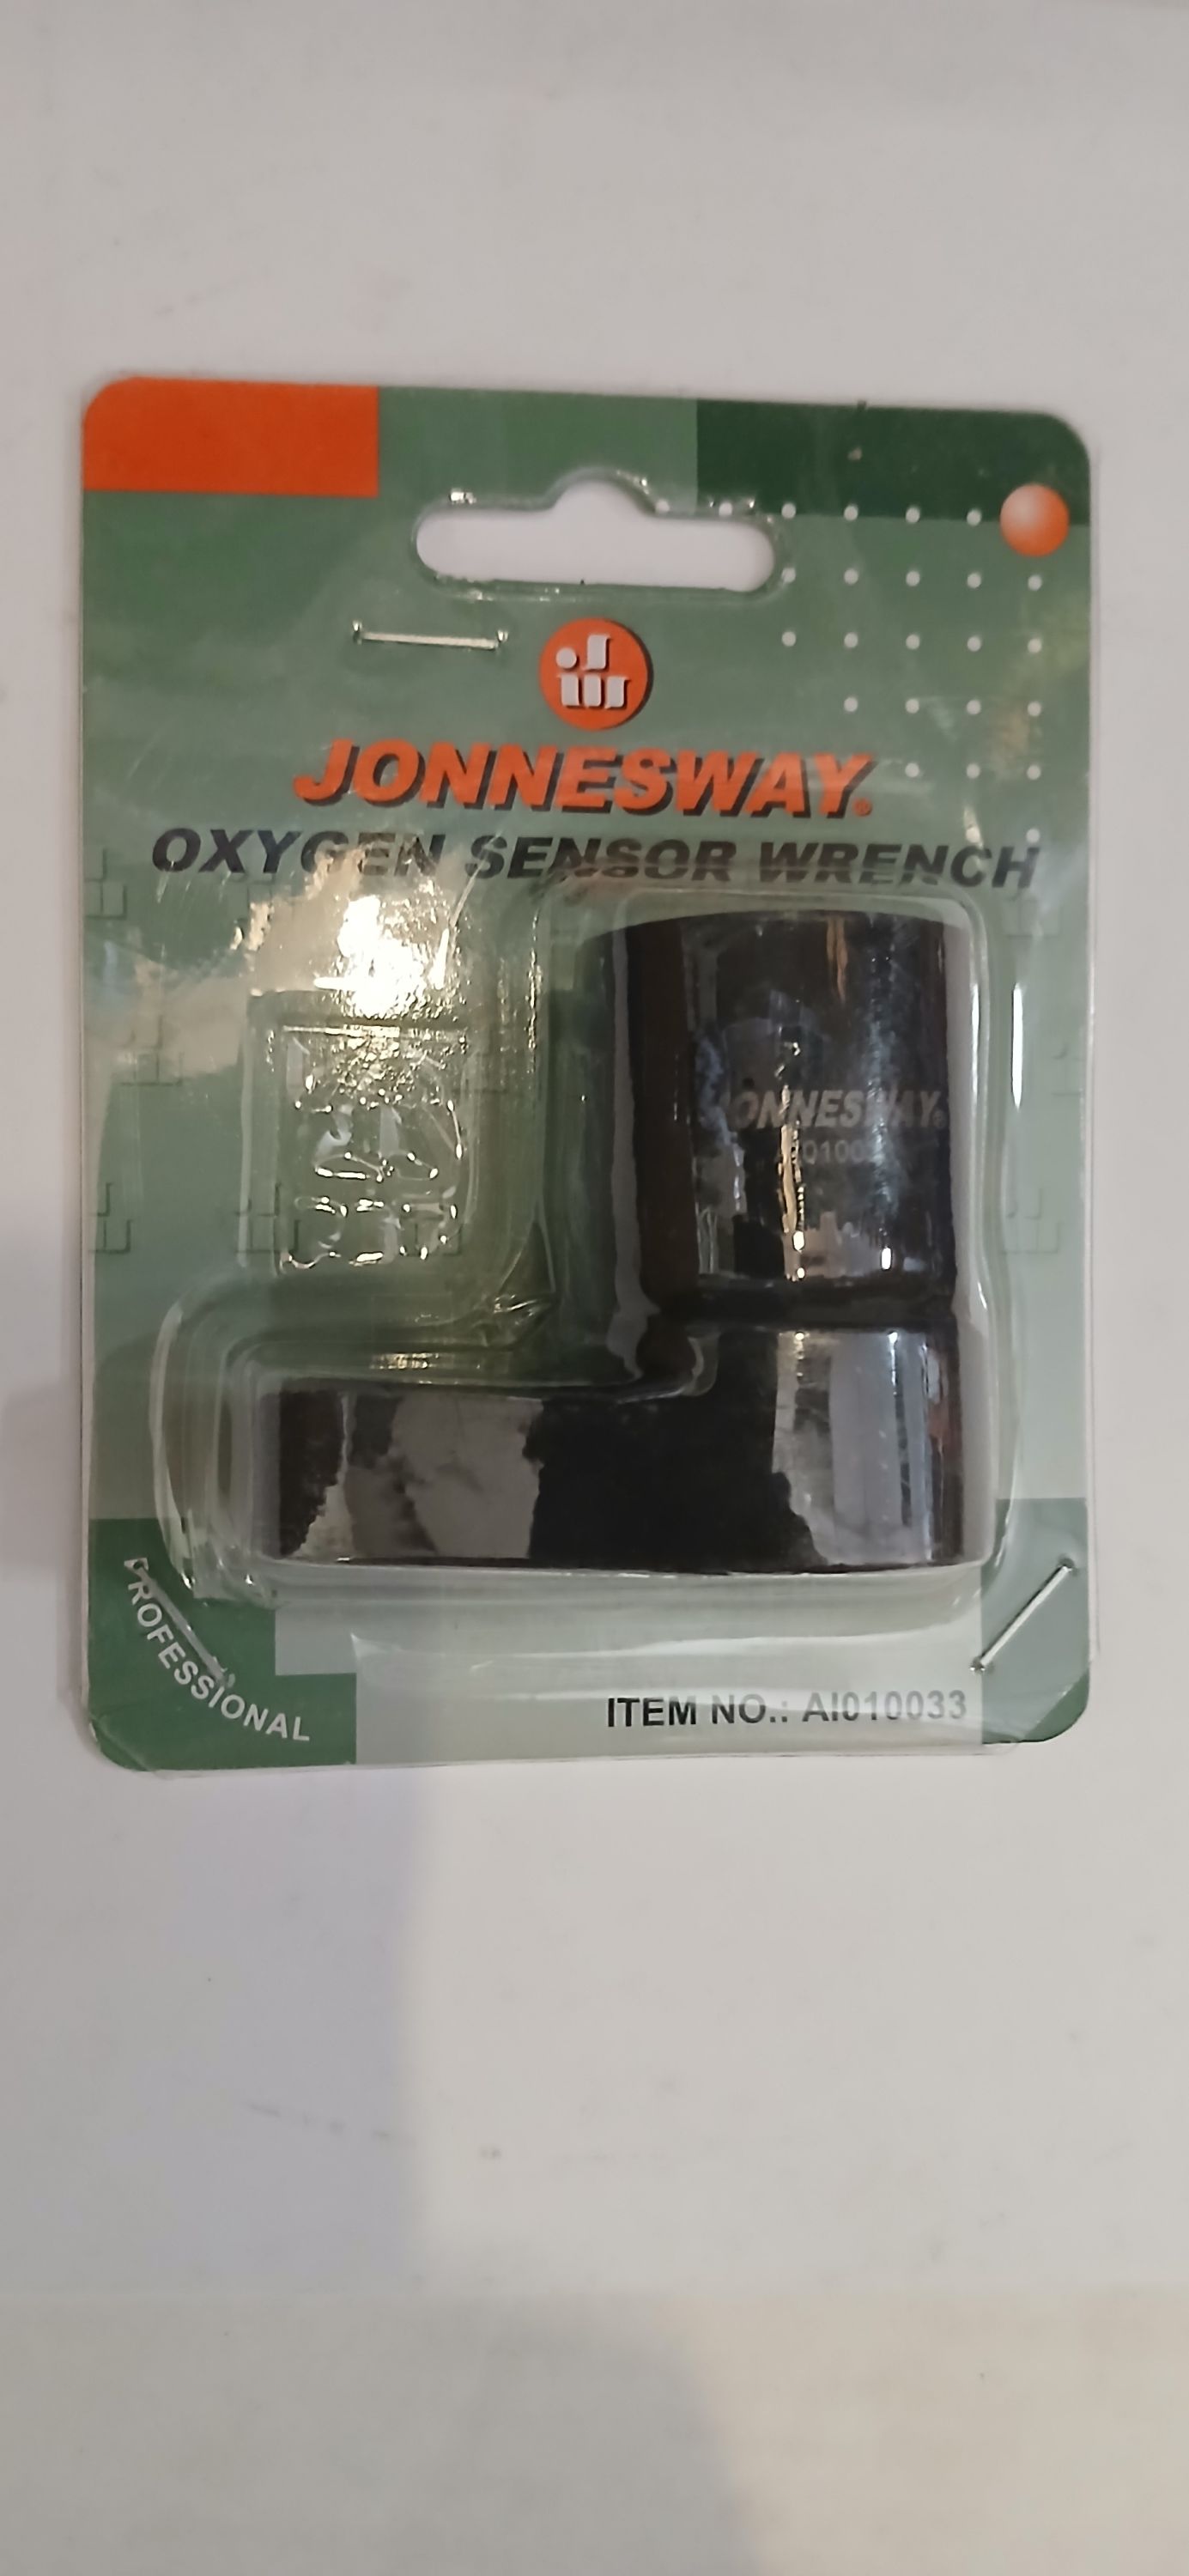 JONNESWAY®
OXYGEN SENSOR WRENCH
JONNESWAY®
PROFESSIONAL
ITEM NO.: AI010033